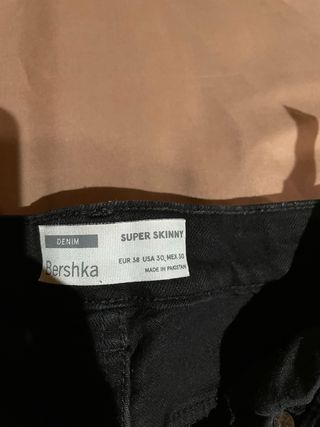 DENIM
SUPER SKINNY
Bershka
EUR 38 USA 30 MEX 30
MADE IN PAKISTAN